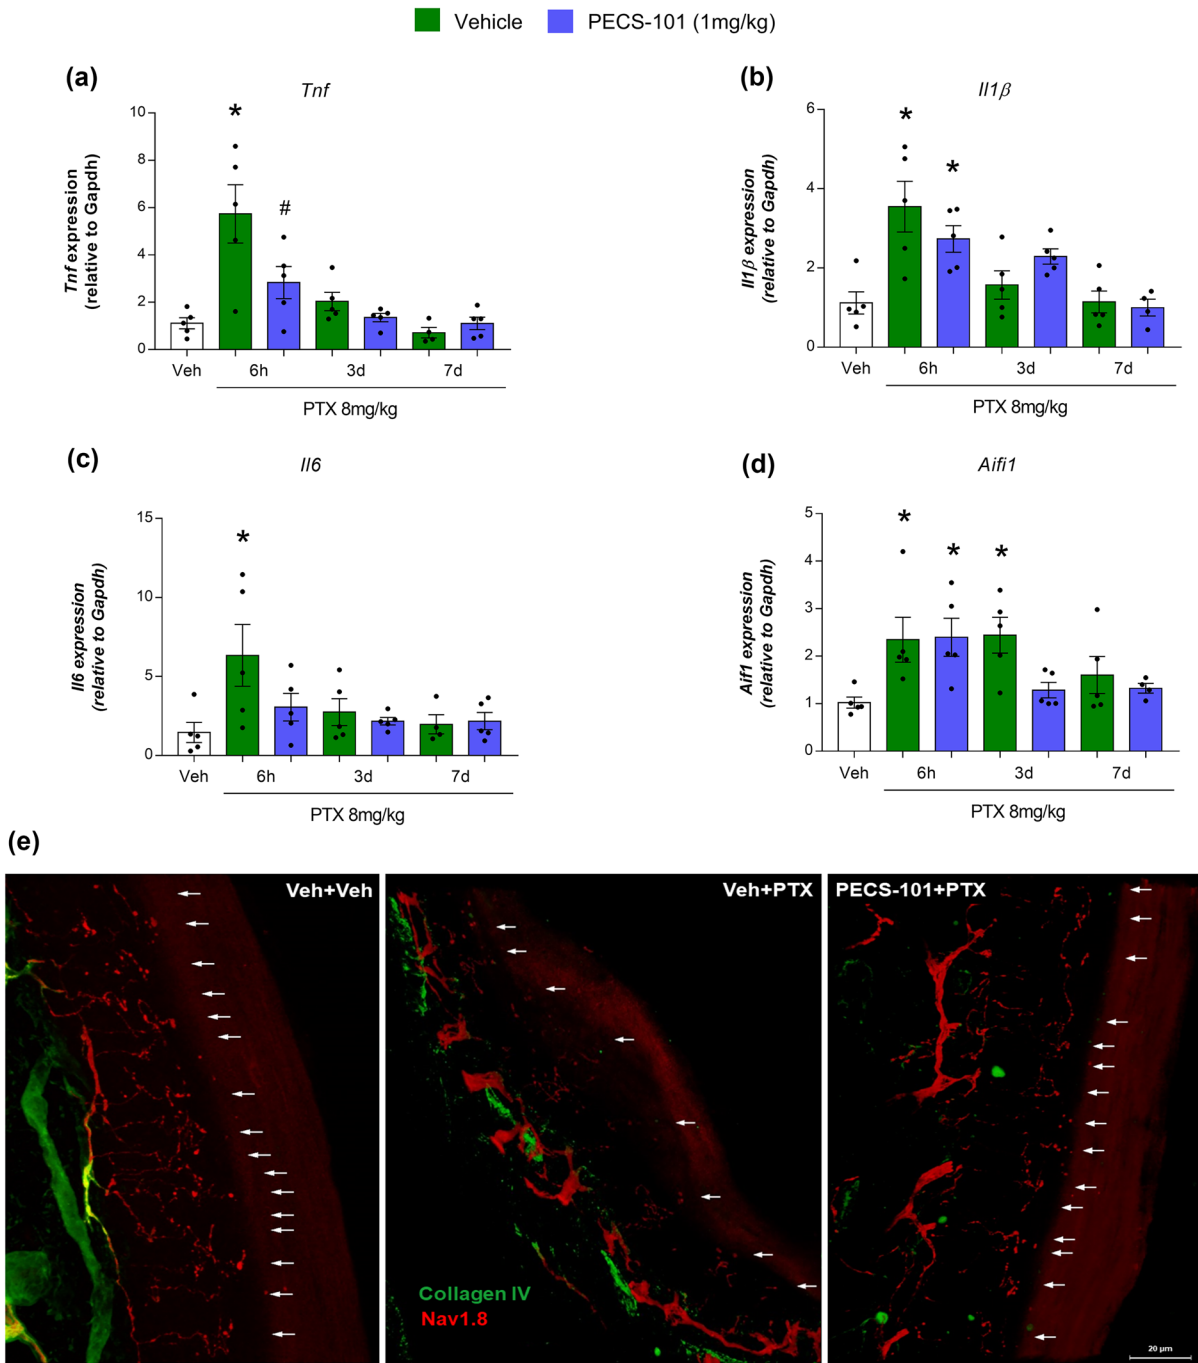 Vehicle PECS-101 (1mg/kg)
(a)
Tnf
Tnf expression
(relative to Gapdh)
10
8
6
4
2
0
*
#
Veh 6h 3d 7d
PTX 8mg/kg
(b)
Il1β
Il1β expression
(relative to Gapdh)
6
4
2
0
*
*
Veh 6h 3d 7d
PTX 8mg/kg
(c)
Il6
Il6 expression
(relative to Gapdh)
15
10
5
0
*
Veh 6h 3d 7d
PTX 8mg/kg
(d)
Aifi1
Aif1 expression
(relative to Gapdh)
5
4
3
2
1
0
*
*
*
Veh 6h 3d 7d
PTX 8mg/kg
(e)
Veh+Veh
Veh+PTX
Collagen IV
Nav1.8
PECS-101+PTX
20 µm